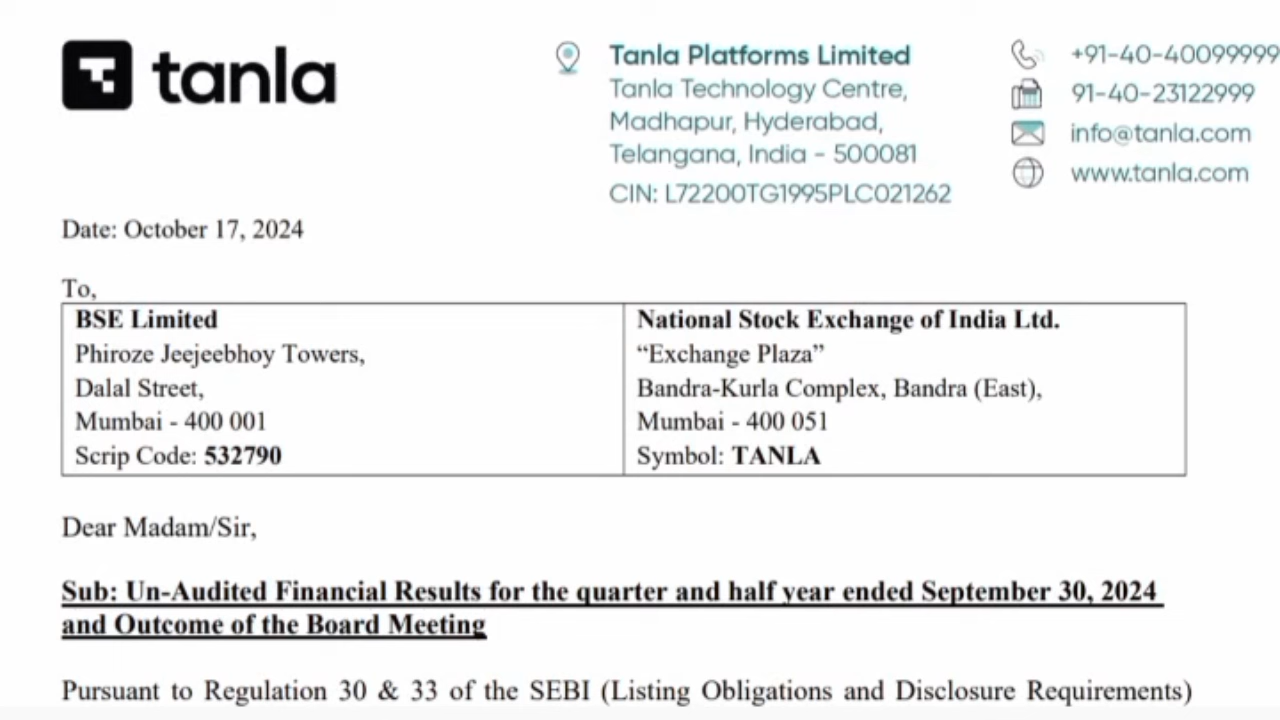 tanla
Tanla Platforms Limited
Tanla Technology Centre,
Madhapur, Hyderabad,
Telangana, India - 500081
CIN: L72200TG1995PLC021262
+91-40-40099999
91-40-23122999
info@tanla.com
www.tanla.com
Date: October 17, 2024
To,
BSE Limited
Phiroze Jeejeebhoy Towers,
Dalal Street,
Mumbai - 400 001
Scrip Code: 532790
National Stock Exchange of India Ltd.
“Exchange Plaza”
Bandra-Kurla Complex, Bandra (East),
Mumbai - 400 051
Symbol: TANLA
Dear Madam/Sir,
Sub: Un-Audited Financial Results for the quarter and half year ended September 30, 2024
and Outcome of the Board Meeting
Pursuant to Regulation 30 & 33 of the SEBI (Listing Obligations and Disclosure Requirements)